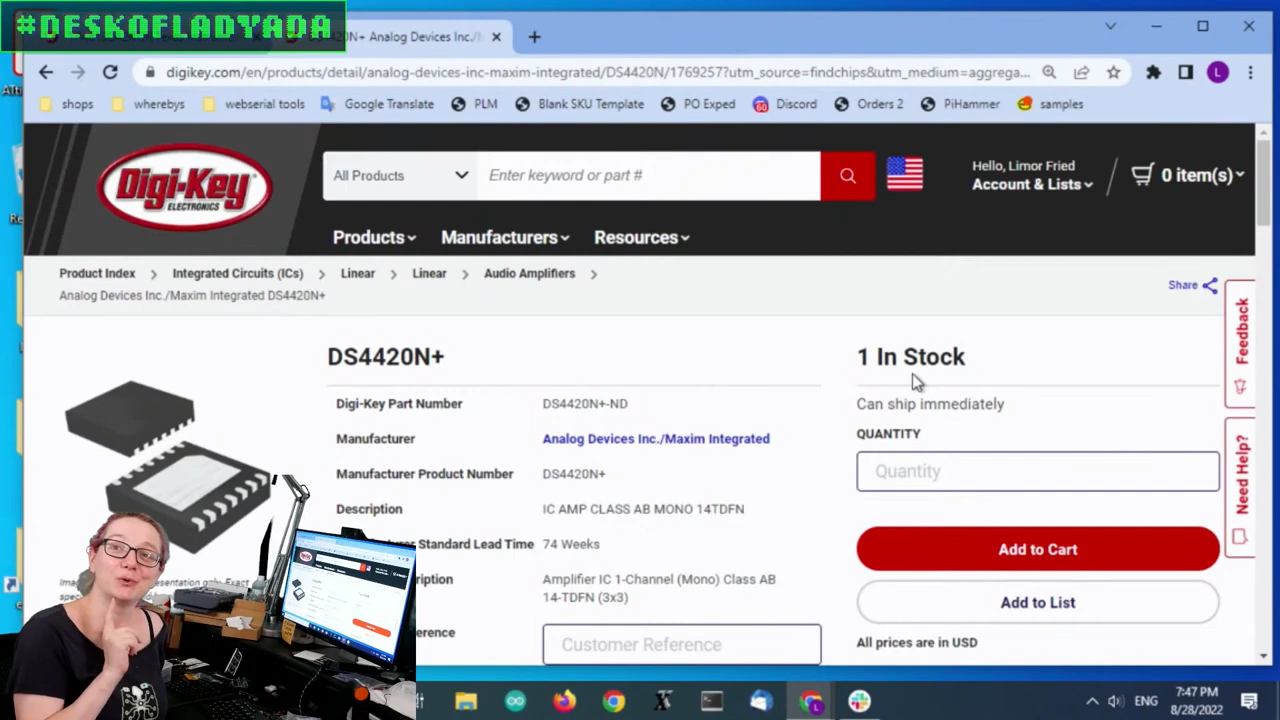 #DESKOFLADYADA
DS4420N+ Analog Devices Inc./M
digikey.com/en/products/detail/analog-devices-inc-maxim-integrated/DS4420N/1769257?utm_source=findchips&utm_medium=aggrega...
shops wherebys webserial tools Google Translate PLM Blank SKU Template PO Exped Discord Orders 2 PiHammer samples
Digi-Key
ELECTRONICS
All Products
Enter keyword or part #
Hello, Limor Fried
Account & Lists
0 item(s)
Products Manufacturers Resources
Product Index > Integrated Circuits (ICs) > Linear > Linear > Audio Amplifiers >
Analog Devices Inc./Maxim Integrated DS4420N+
Share
Feedback
Need Help?
DS4420N+
Digi-Key Part Number DS4420N+-ND
Manufacturer Analog Devices Inc./Maxim Integrated
Manufacturer Product Number DS4420N+
Description IC AMP CLASS AB MONO 14TDFN
Standard Lead Time 74 Weeks
Amplifier IC 1-Channel (Mono) Class AB
14-TDFN (3x3)
Customer Reference
1 In Stock
Can ship immediately
QUANTITY
Quantity
Add to Cart
Add to List
All prices are in USD
ENG
7:47 PM
8/28/2022